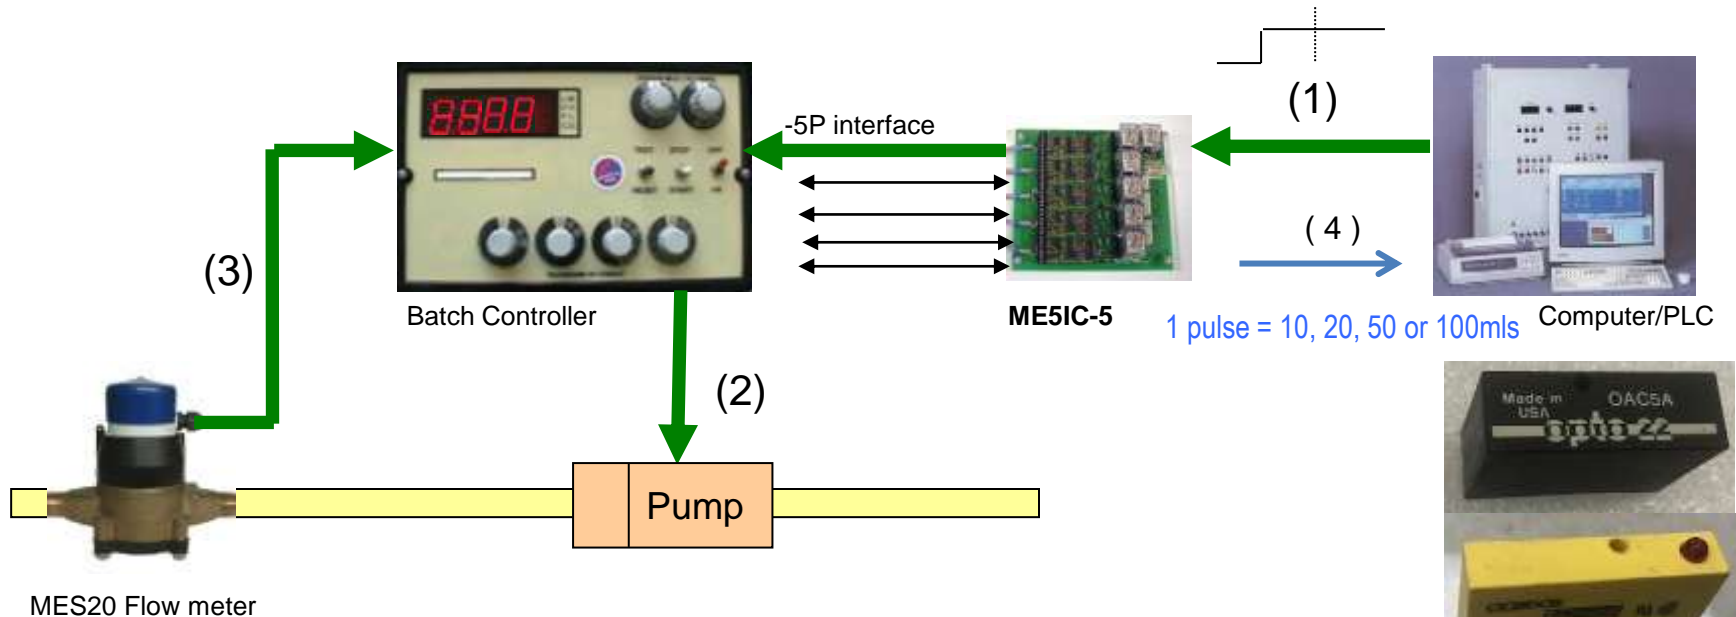 (1)
-5P interface
(4)
(3)
Batch Controller
ME5IC-5
Computer/PLC
1 pulse = 10, 20, 50 or 100mls
(2)
Made in
USA
OAC5A
opto 22
Pump
MES20 Flow meter